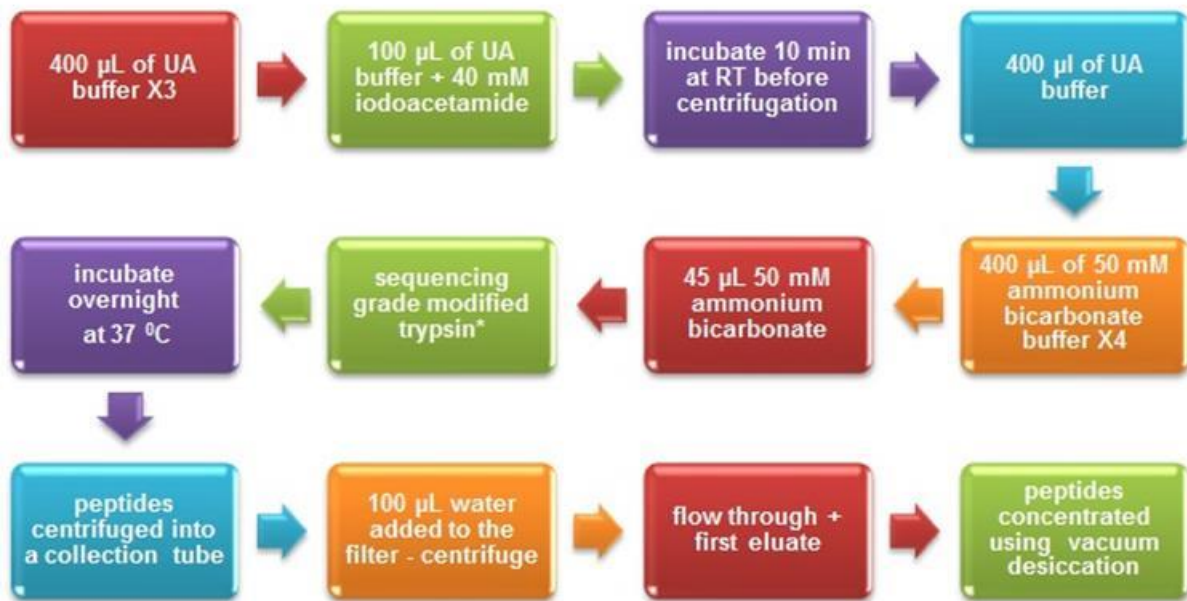 400 µL of UA
buffer X3
100 µL of UA
buffer + 40 mM
iodoacetamide
incubate 10 min
at RT before
centrifugation
400 µl of UA
buffer
400 µL of 50 mM
ammonium
bicarbonate
buffer X4
45 µL 50 mM
ammonium
bicarbonate
sequencing
grade modified
trypsin*
incubate
overnight
at 37 ⁰C
peptides
centrifuged into
a collection tube
100 µL water
added to the
filter - centrifuge
flow through +
first eluate
peptides
concentrated
using vacuum
desiccation